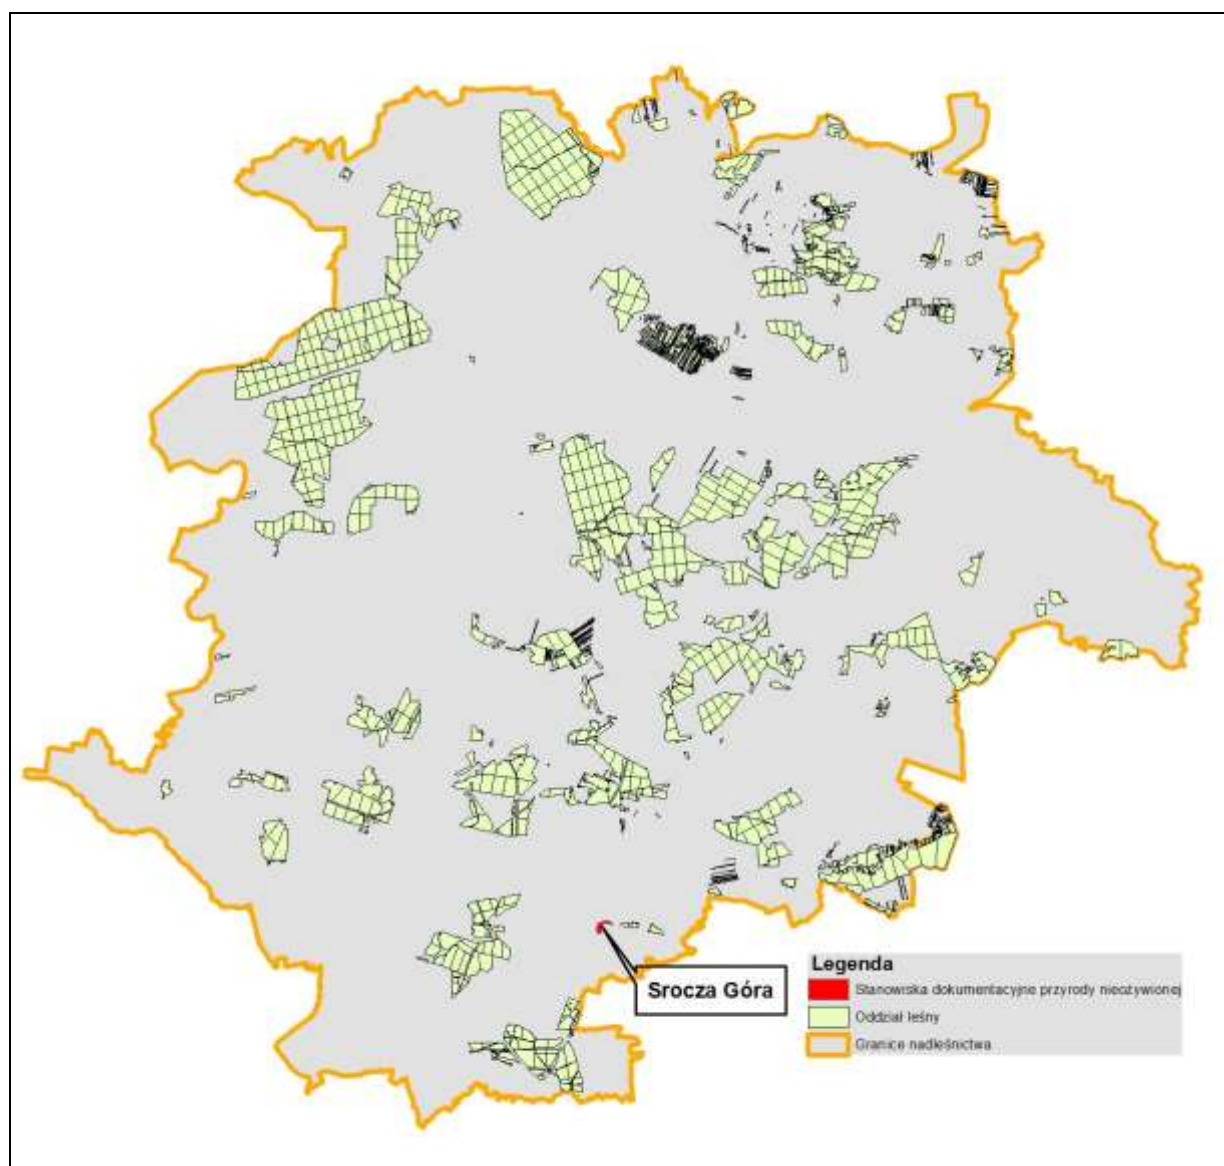 Srocza Góra
Legenda
Stanowiska dokumentacyjne przyrody nieożywionej
Oddział leśny
Granice nadleśnictwa